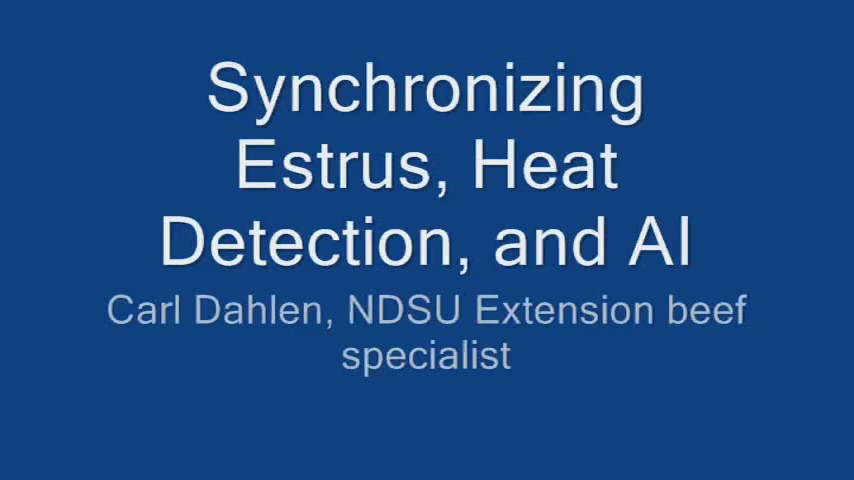 Synchronizing
Estrus, Heat
Detection, and AI
Carl Dahlen, NDSU Extension beef
specialist